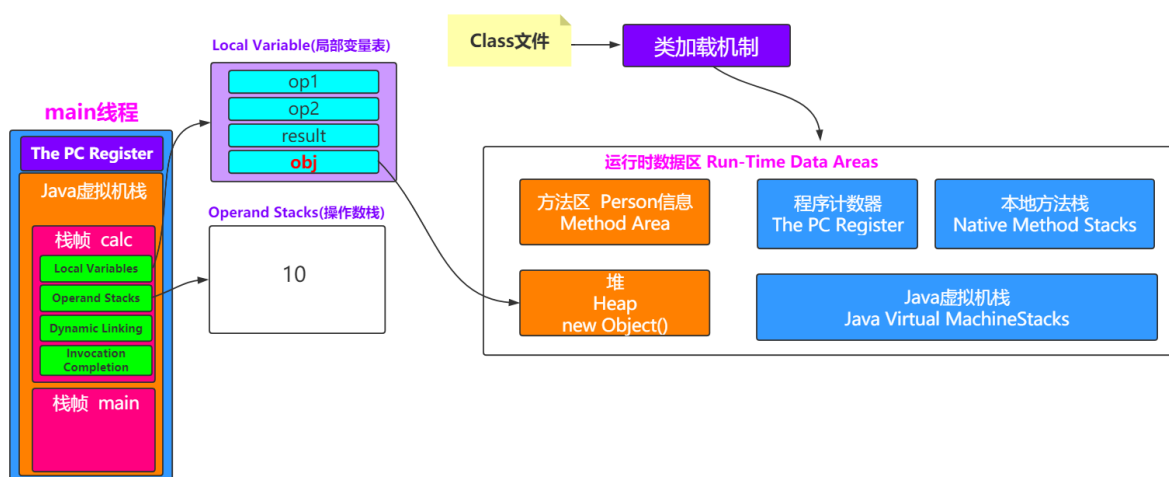 Class文件
类加载机制
Local Variable(局部变量表)
op1
op2
result
obj
main线程
The PC Register
Java虚拟机栈
栈帧 calc
Local Variables
Operand Stacks
Dynamic Linking
Invocation
Completion
栈帧 main
Operand Stacks(操作数栈)
10
运行时数据区 Run-Time Data Areas
方法区 Person信息
Method Area
程序计数器
The PC Register
本地方法栈
Native Method Stacks
堆
Heap
new Object()
Java虚拟机栈
Java Virtual MachineStacks